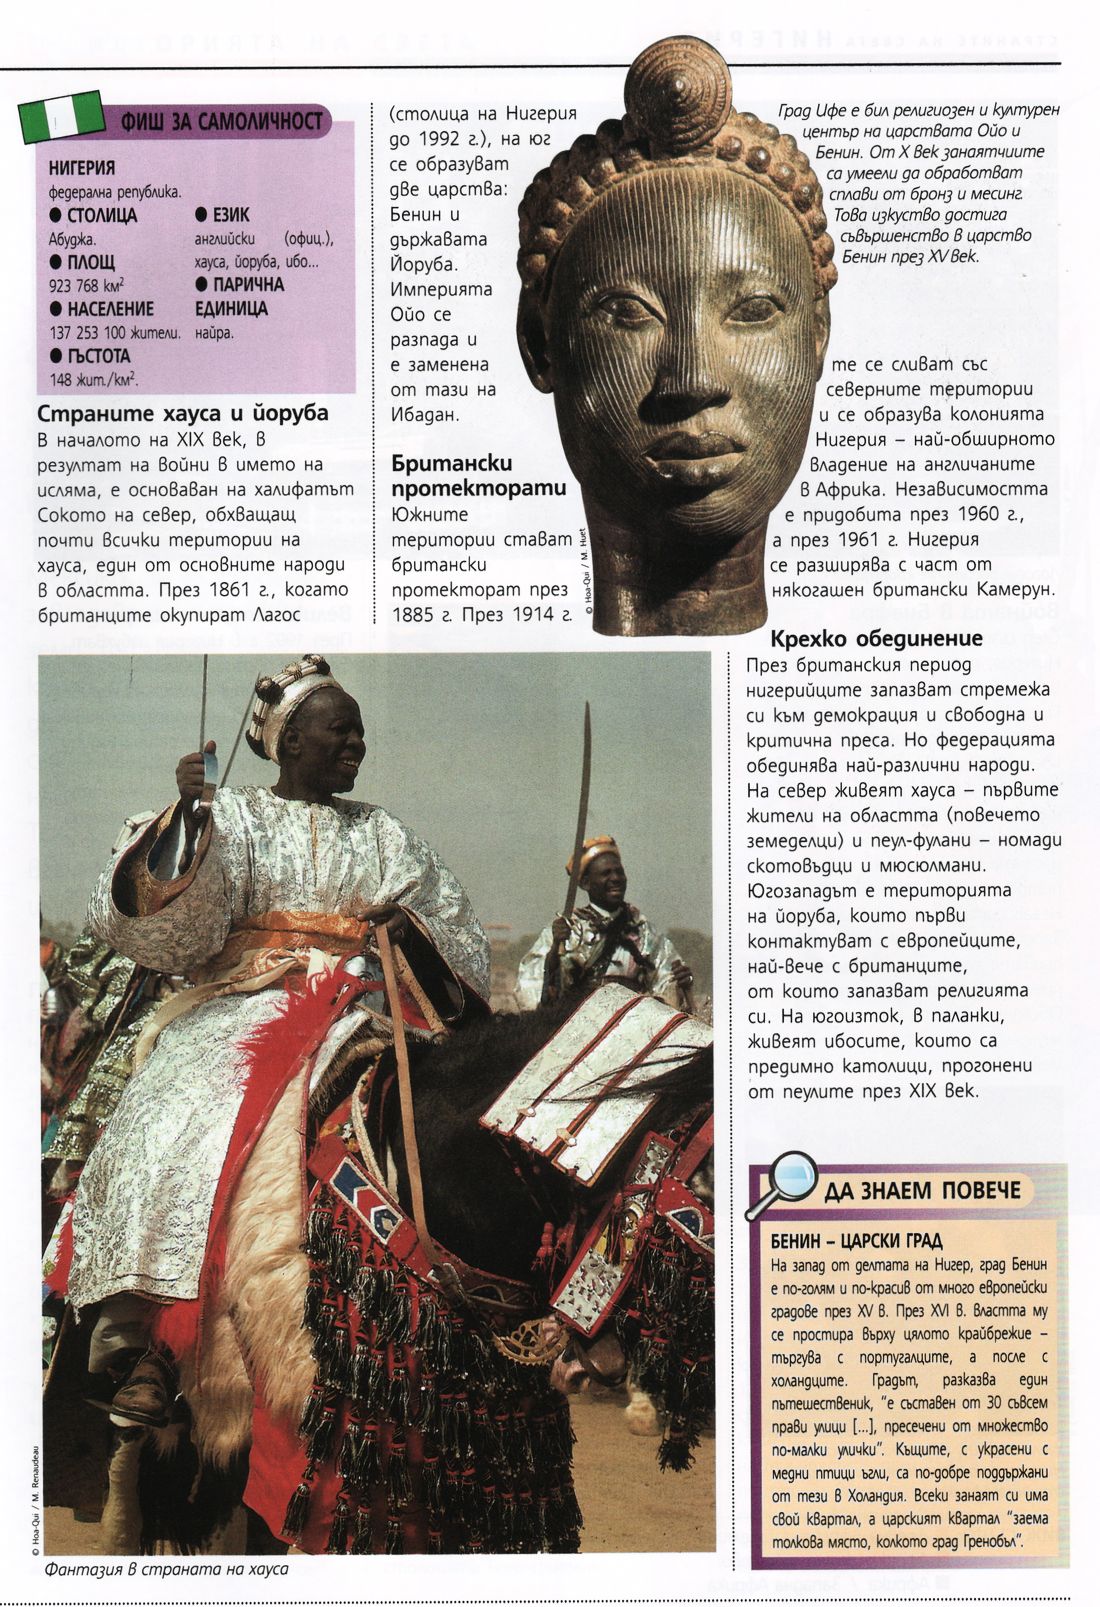 ФИШ ЗА САМОЛИЧНОСТ
НИГЕРИЯ
федерална република.
● СТОЛИЦА
Абуджа.
● ПЛОЩ
923 768 км²
● НАСЕЛЕНИЕ
137 253 100 жители.
● ГЪСТОТА
148 жит./км².
● ЕЗИК
английски (офиц.),
хауса, йоруба, ибо...
● ПАРИЧНА
ЕДИНИЦА
найра.
Страните хауса и йоруба
В началото на XIX век, в
резултат на войни в името на
исляма, е основаван на халифатът
Сокото на север, обхващащ
почти всички територии на
хауса, един от основните народи
в областта. През 1861 г., когато
британците окупират Лагос
(столица на Нигерия
до 1992 г.), на юг
се образуват
две царства:
Бенин и
държавата
Йоруба.
Империята
Ойо се
разпада и
е заменена
от тази на
Ибадан.
Британски
протекторати
Южните
територии стават
британски
протекторат през
1885 г. През 1914 г.
© Hoa-Qui / M. Huet
Град Ифе е бил религиозен и културен
център на царствата Ойо и
Бенин. От X век занаятчиите
са умеели да обработват
сплави от бронз и месинг.
Това изкуство достига
съвършенство в царство
Бенин през XV век.
те се сливат със
северните територии
и се образува колонията
Нигерия – най-обширното
владение на англичаните
в Африка. Независимостта
е придобита през 1960 г.,
а през 1961 г. Нигерия
се разширява с част от
някогашен британски Камерун.
Крехко обединение
През британския период
нигерийците запазват стремежа
си към демокрация и свободна и
критична преса. Но федерацията
обединява най-различни народи.
На север живеят хауса – първите
жители на областта (повечето
земеделци) и пеул-фулани – номади
скотовъдци и мюсюлмани.
Югозападът е територията
на йоруба, които първи
контактуват с европейците,
най-вече с британците,
от които запазват религията
си. На югоизток, в паланки,
живеят ибосите, които са
предимно католици, прогонени
от пеулите през XIX век.
ДА ЗНАЕМ ПОВЕЧЕ
БЕНИН – ЦАРСКИ ГРАД
На запад от делтата на Нигер, град Бенин
е по-голям и по-красив от много европейски
градове през XV в. През XVI в. властта му
се простира върху цялото крайбрежие –
търгува с португалците, а после с
холандците. Градът, разказва един
пътешественик, "е съставен от 30 съвсем
прави улици [...], пресечени от множество
по-малки улички". Къщите, с украсени с
медни птици ъгли, са по-добре поддържани
от тези в Холандия. Всеки занаят си има
свой квартал, а царският квартал "заема
толкова място, колкото град Гренобъл".
© Hoa-Qui / M. Renaudeau
Фантазия в страната на хауса